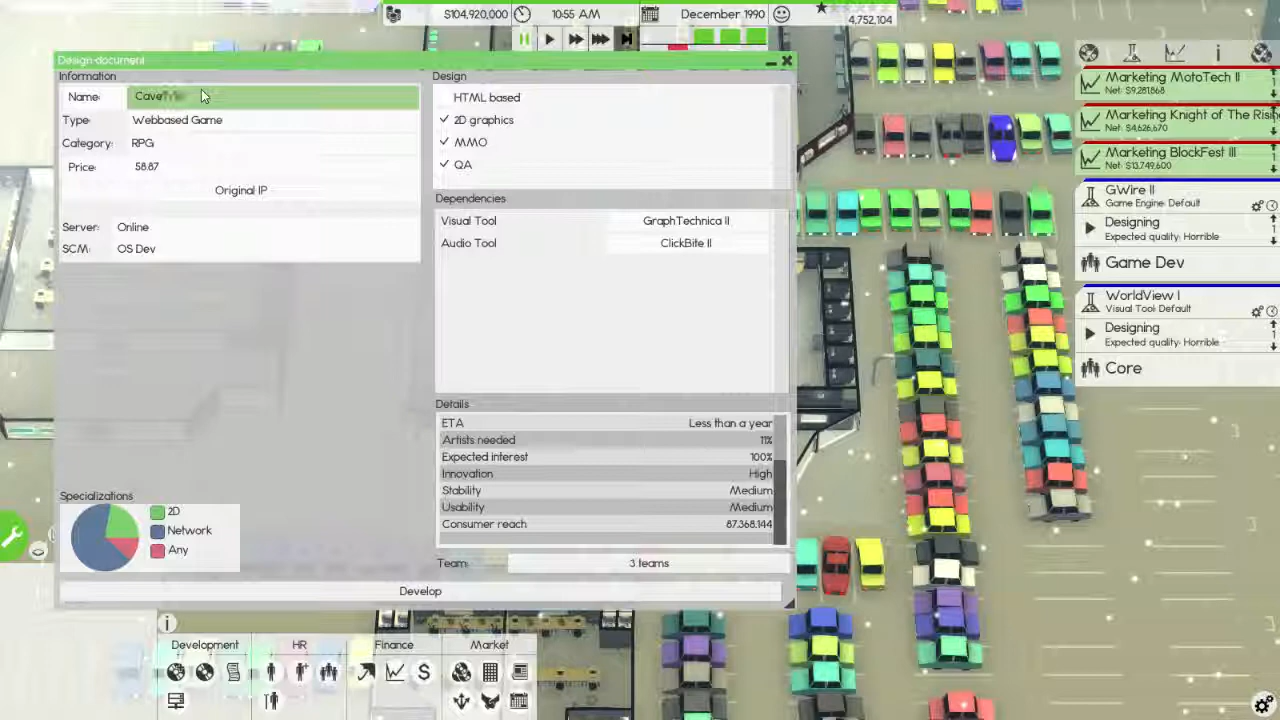 $104,920,000
10:55 AM
December 1990
4,752,104
Design document
Information
Name:
Type: Webbased Game
Category: RPG
Price: 58.87
Original IP
Server: Online
SCM: OS Dev
Specializations
2D
Network
Any
Design
HTML based
2D graphics
MMO
QA
Dependencies
Visual Tool GraphTechnica II
Audio Tool ClickBite II
Details
ETA Less than a year
Artists needed 11%
Expected interest 100%
Innovation High
Stability Medium
Usability Medium
Consumer reach 87.368.144
Team: 3 teams
Develop
Marketing MotoTech II
Net: $9,281,868
Marketing Knight of The Rising
Net: $4,626,670
Marketing BlockFest III
Net: $13,749,600
GWire II
Game Engine: Default
Designing
Expected quality: Horrible
Game Dev
WorldView I
Visual Tool: Default
Designing
Expected quality: Horrible
Core
Development
HR
Finance
Market